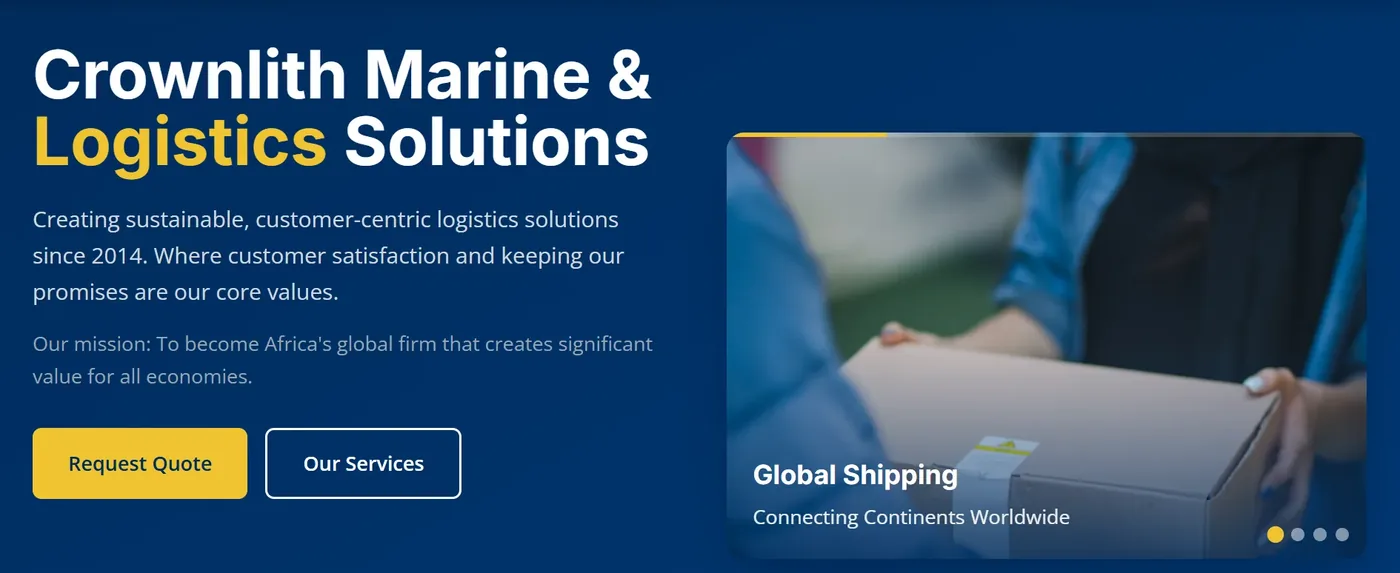 Crownlith Marine &
Logistics Solutions
Creating sustainable, customer-centric logistics solutions
since 2014. Where customer satisfaction and keeping our
promises are our core values.
Our mission: To become Africa's global firm that creates significant
value for all economies.
Request Quote
Our Services
Global Shipping
Connecting Continents Worldwide